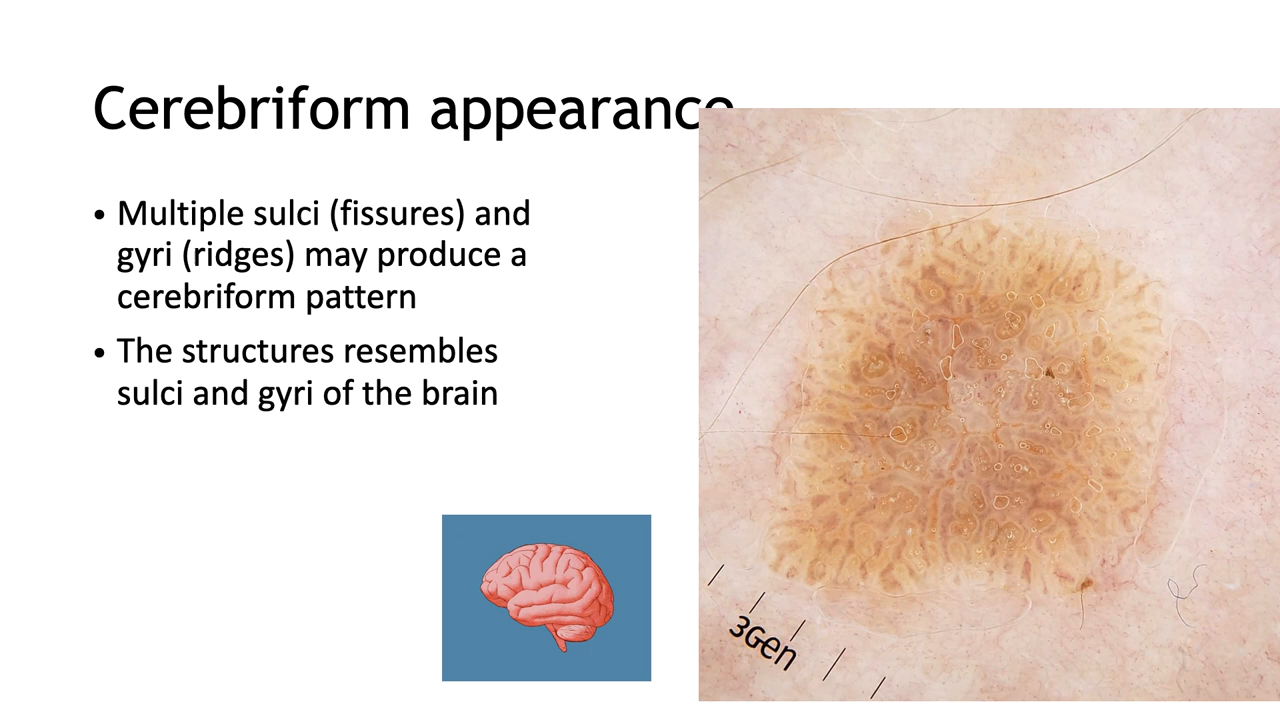 Cerebriform appearance
• Multiple sulci (fissures) and
gyri (ridges) may produce a
cerebriform pattern
• The structures resembles
sulci and gyri of the brain
3Gen